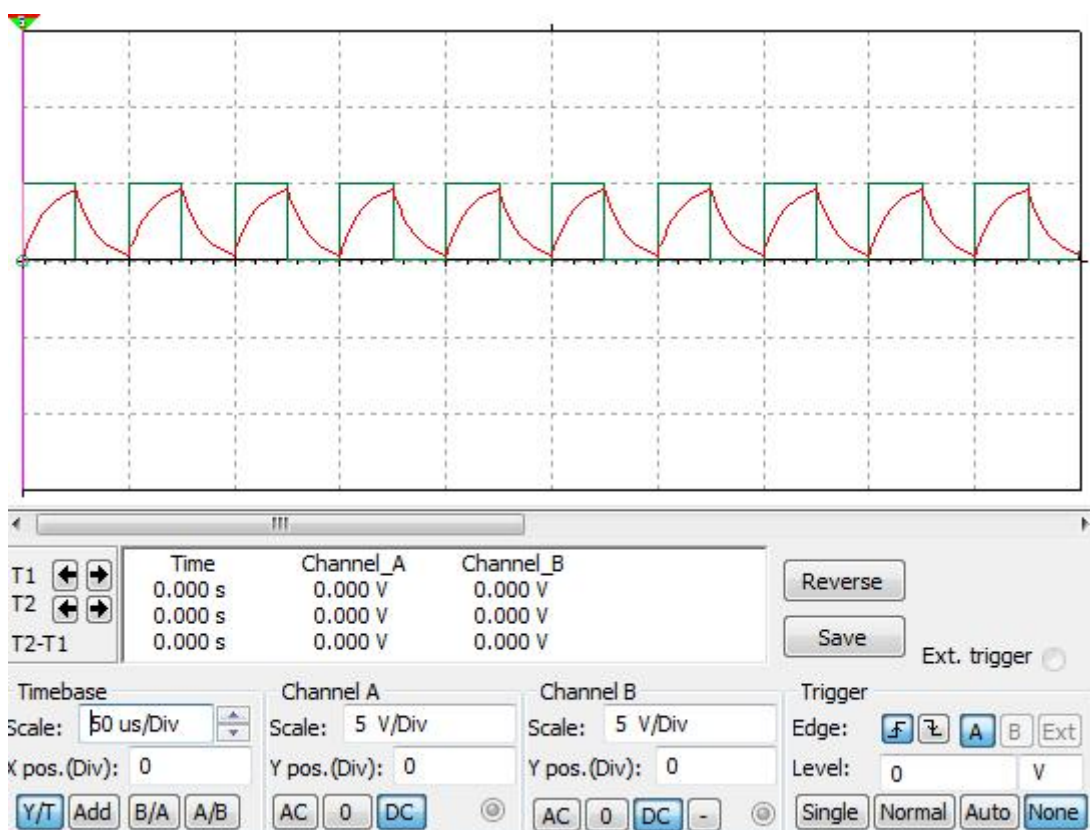 Time Channel_A Channel_B
T1 0.000 s 0.000 V 0.000 V
T2 0.000 s 0.000 V 0.000 V
T2-T1 0.000 s 0.000 V 0.000 V
Reverse
Save
Ext. trigger
Timebase
Scale: 50 us/Div
X pos.(Div): 0
Y/T Add B/A A/B
Channel A
Scale: 5 V/Div
Y pos.(Div): 0
AC 0 DC
Channel B
Scale: 5 V/Div
Y pos.(Div): 0
AC 0 DC -
Trigger
Edge: A B Ext
Level: 0 V
Single Normal Auto None